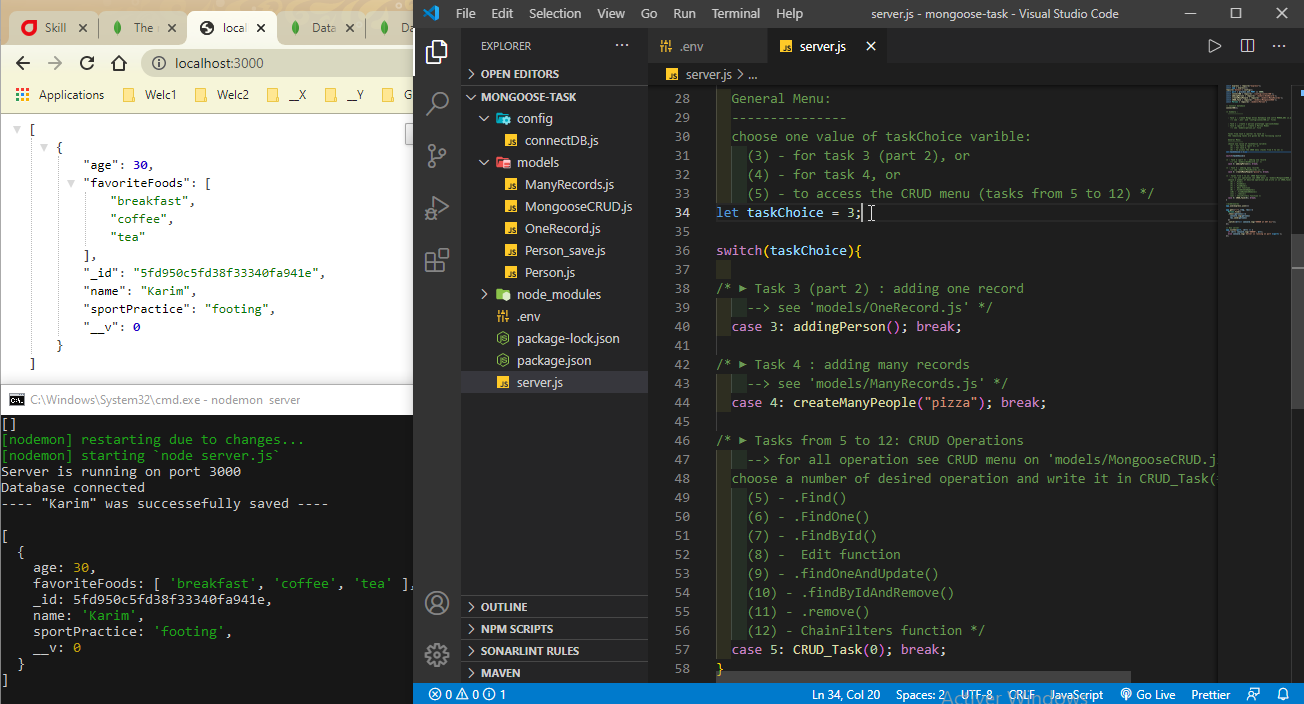 Skill
The
local
Data
Da
localhost:3000
Applications
Welc1
Welc2
__X
__Y
G
[
{
"age": 30,
"favoriteFoods": [
"breakfast",
"coffee",
"tea"
],
"_id": "5fd950c5fd38f33340fa941e",
"name": "Karim",
"sportPractice": "footing",
"__v": 0
}
]
C:\Windows\System32\cmd.exe - nodemon server
[]
[nodemon] restarting due to changes...
[nodemon] starting `node server.js`
Server is running on port 3000
Database connected
---- "Karim" was successefully saved ----
[
{
age: 30,
favoriteFoods: [ 'breakfast', 'coffee', 'tea' ],
_id: 5fd950c5fd38f33340fa941e,
name: 'Karim',
sportPractice: 'footing',
__v: 0
}
]
File Edit Selection View Go Run Terminal Help
server.js - mongoose-task - Visual Studio Code
EXPLORER
OPEN EDITORS
MONGOOSE-TASK
config
connectDB.js
models
ManyRecords.js
MongooseCRUD.js
OneRecord.js
Person_save.js
Person.js
node_modules
.env
package-lock.json
package.json
server.js
OUTLINE
NPM SCRIPTS
SONARLINT RULES
MAVEN
.env
server.js
server.js > ...
28 General Menu:
29 ---------------
30 choose one value of taskChoice varible:
31 (3) - for task 3 (part 2), or
32 (4) - for task 4, or
33 (5) - to access the CRUD menu (tasks from 5 to 12) */
34 let taskChoice = 3;
35
36 switch(taskChoice){
37
38 /* ► Task 3 (part 2) : adding one record
39 --> see 'models/OneRecord.js' */
40 case 3: addingPerson(); break;
41
42 /* ► Task 4 : adding many records
43 --> see 'models/ManyRecords.js' */
44 case 4: createManyPeople("pizza"); break;
45
46 /* ► Tasks from 5 to 12: CRUD Operations
47 --> for all operation see CRUD menu on 'models/MongooseCRUD.j
48 choose a number of desired operation and write it in CRUD_Task(
49 (5) - .Find()
50 (6) - .FindOne()
51 (7) - .FindById()
52 (8) - Edit function
53 (9) - .findOneAndUpdate()
54 (10) - .findByIdAndRemove()
55 (11) - .remove()
56 (12) - ChainFilters function */
57 case 5: CRUD_Task(0); break;
58 }
0 0 1
Ln 34, Col 20
Spaces: 2
UTF-8
CRLF
JavaScript
Go Live
Prettier
Activer Windows